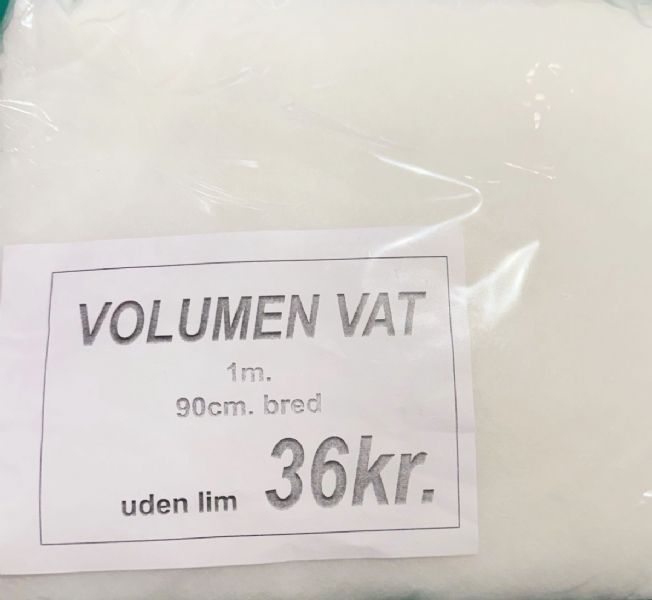 VOLUMEN VAT
1m.
90cm. bred
uden lim 36kr.